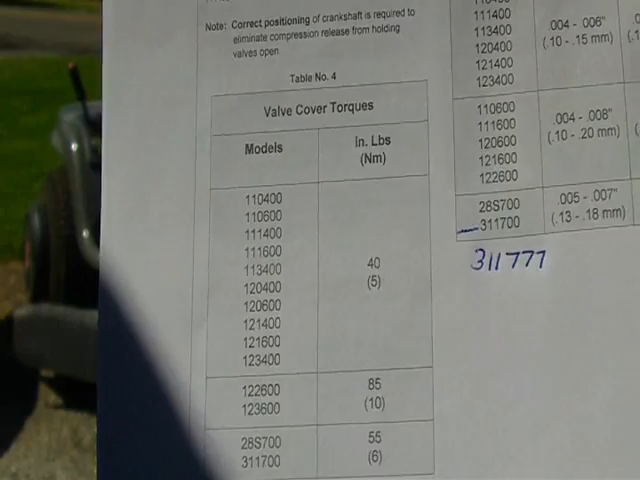 Note: Correct positioning of crankshaft is required to
eliminate compression release from holding
valves open.
Table No. 4
Valve Cover Torques
Models
In. Lbs
(Nm)
110400
110600
111400
111600
113400
120400
120600
121400
121600
123400
40
(5)
122600
123600
85
(10)
28S700
311700
55
(6)
111400
113400
120400
121400
123400
.004 - .006"
(.10 - .15 mm)
110600
111600
120600
121600
122600
.004 - .008"
(.10 - .20 mm)
28S700
311700
.005 - .007"
(.13 - .18 mm)
311777